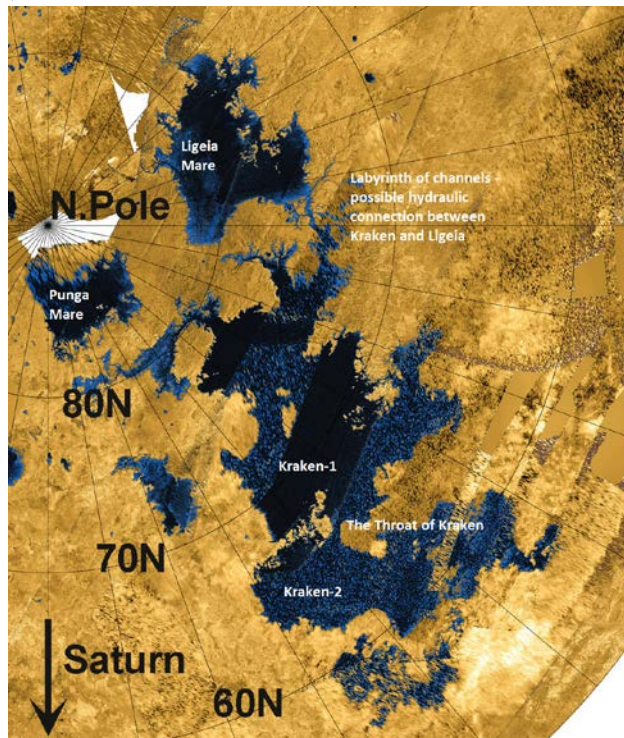 Ligeia
Mare
N.Pole
Labyrinth of channels -
possible hydraulic
connection between
Kraken and Ligeia
Punga
Mare
80N
Kraken-1
The Throat of Kraken
70N
Kraken-2
Saturn
60N